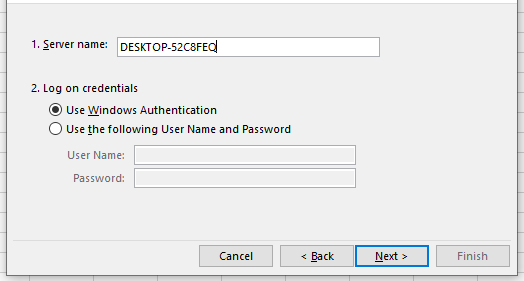 1. Server name: DESKTOP-52C8FEQ
2. Log on credentials
Use Windows Authentication
Use the following User Name and Password
User Name:
Password:
Cancel < Back Next > Finish